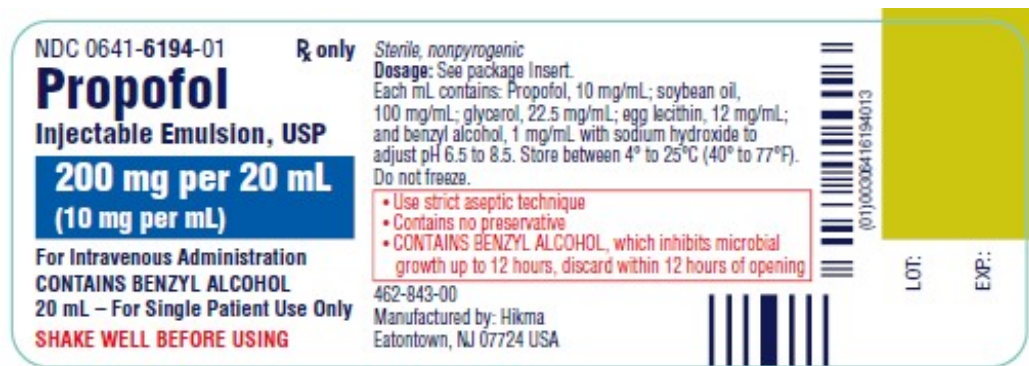 NDC 0641-6194-01 ℞ only
Propofol
Injectable Emulsion, USP
200 mg per 20 mL
(10 mg per mL)
For Intravenous Administration
CONTAINS BENZYL ALCOHOL
20 mL – For Single Patient Use Only
SHAKE WELL BEFORE USING
Sterile, nonpyrogenic
Dosage: See package Insert.
Each mL contains: Propofol, 10 mg/mL; soybean oil,
100 mg/mL; glycerol, 22.5 mg/mL; egg lecithin, 12 mg/mL;
and benzyl alcohol, 1 mg/mL with sodium hydroxide to
adjust pH 6.5 to 8.5. Store between 4º to 25ºC (40º to 77ºF).
Do not freeze.
• Use strict aseptic technique
• Contains no preservative
• CONTAINS BENZYL ALCOHOL, which inhibits microbial
growth up to 12 hours, discard within 12 hours of opening
462-843-00
Manufactured by: Hikma
Eatontown, NJ 07724 USA
(01)00306416194013
LOT:
EXP.: